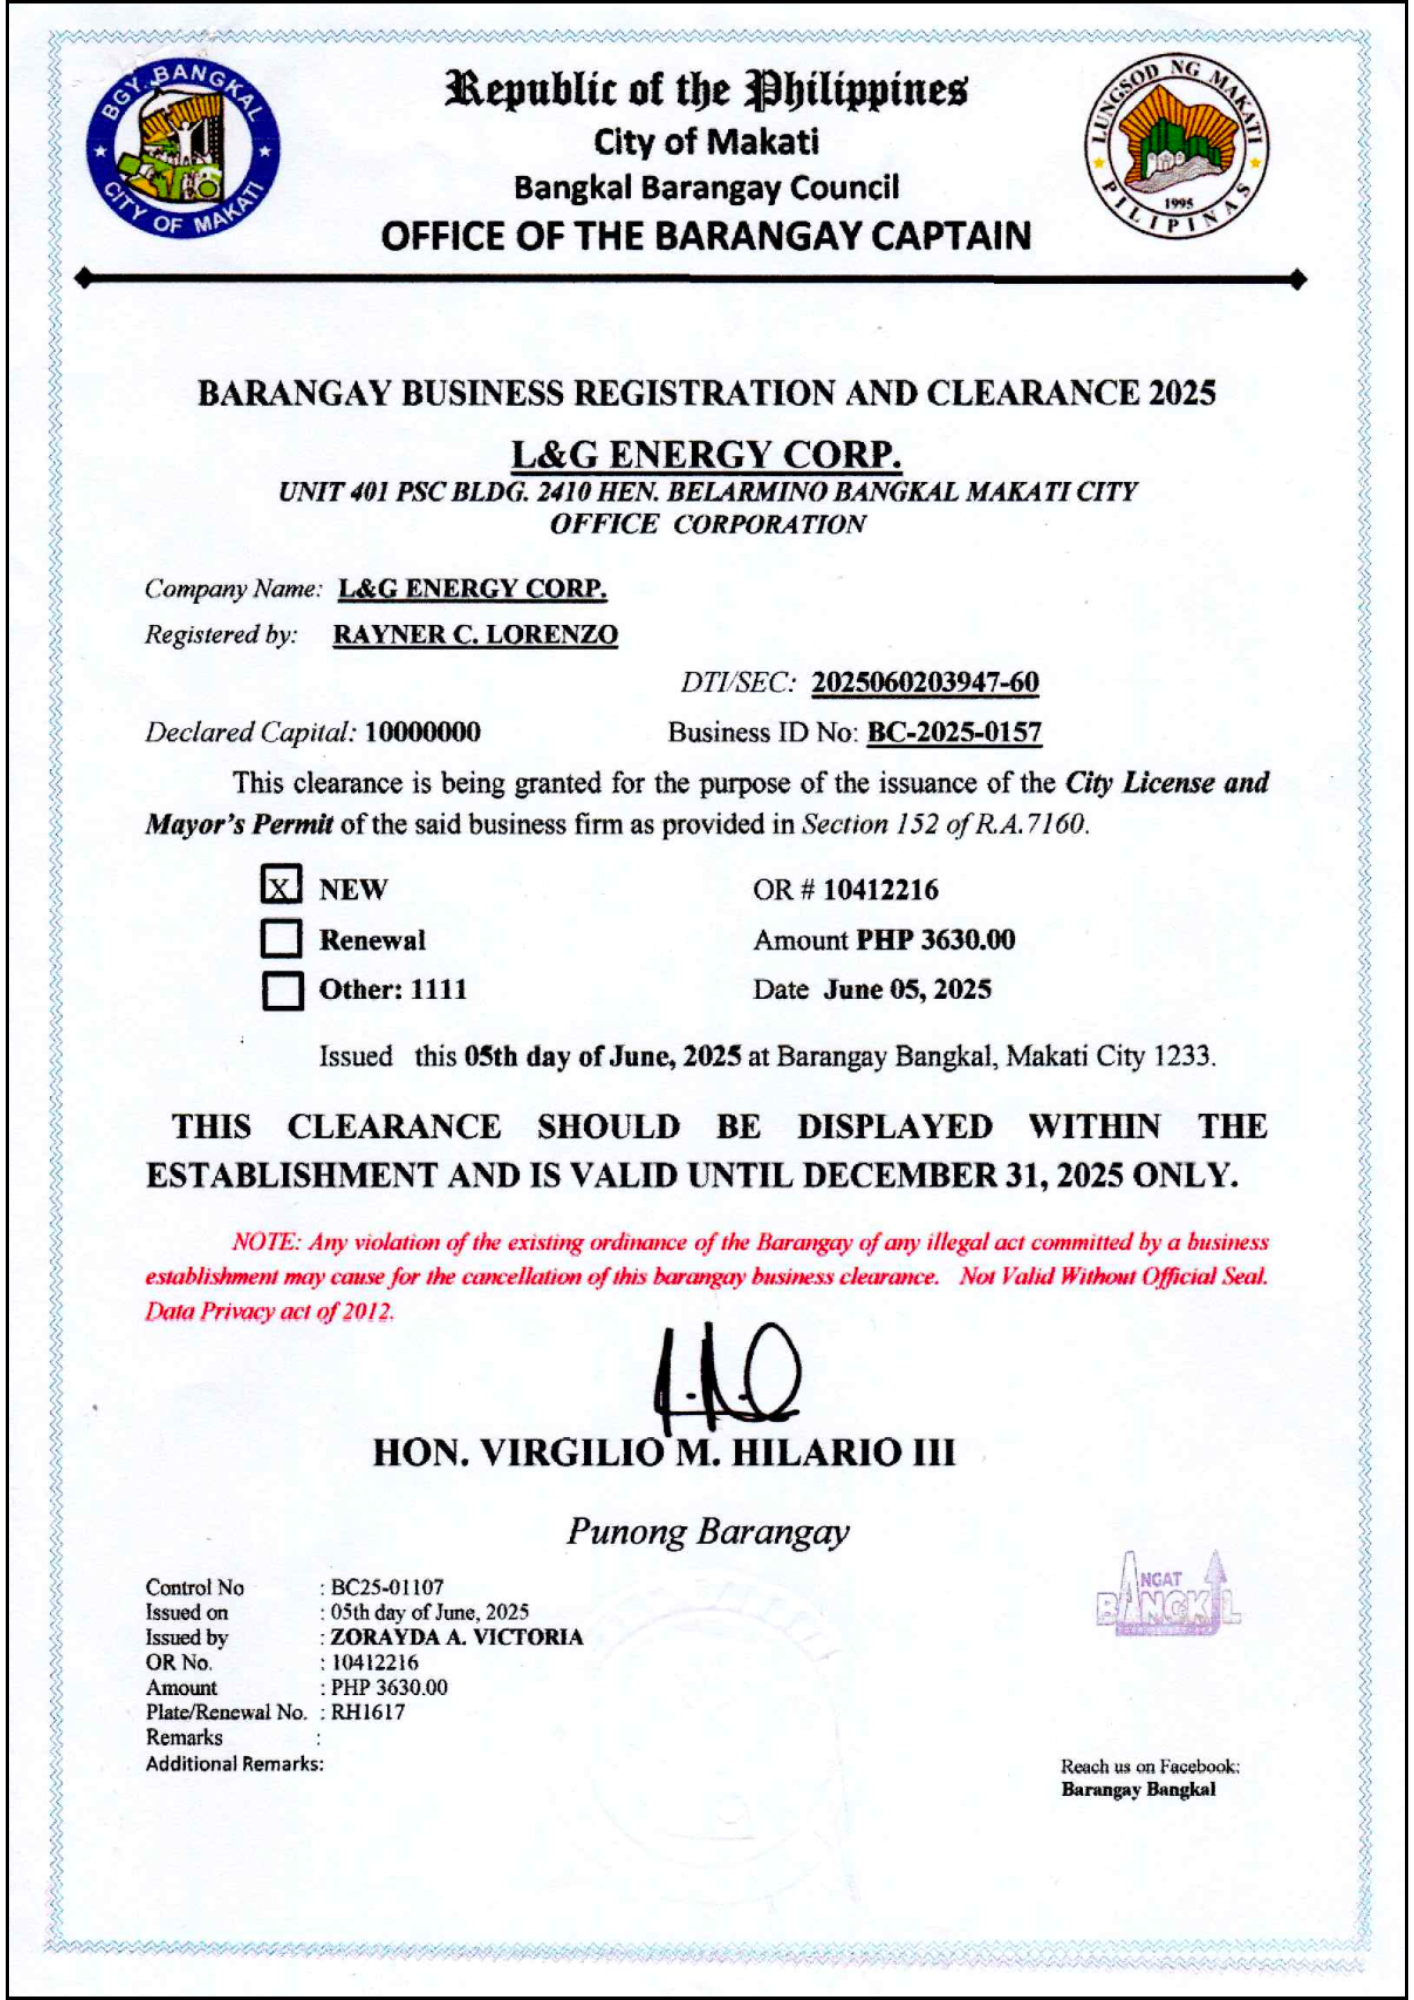 BGY. BANGKAL
CITY OF MAKATI
Republic of the Philippines
City of Makati
Bangkal Barangay Council
OFFICE OF THE BARANGAY CAPTAIN
LUNGSOD NG MAKATI
1995
PILIPINAS
BARANGAY BUSINESS REGISTRATION AND CLEARANCE 2025
L&G ENERGY CORP.
UNIT 401 PSC BLDG. 2410 HEN. BELARMINO BANGKAL MAKATI CITY
OFFICE CORPORATION
Company Name: L&G ENERGY CORP.
Registered by: RAYNER C. LORENZO
DTI/SEC: 2025060203947-60
Declared Capital: 10000000 Business ID No: BC-2025-0157
This clearance is being granted for the purpose of the issuance of the City License and
Mayor's Permit of the said business firm as provided in Section 152 of R.A. 7160.
X NEW OR # 10412216
Renewal Amount PHP 3630.00
Other: 1111 Date June 05, 2025
Issued this 05th day of June, 2025 at Barangay Bangkal, Makati City 1233.
THIS CLEARANCE SHOULD BE DISPLAYED WITHIN THE
ESTABLISHMENT AND IS VALID UNTIL DECEMBER 31, 2025 ONLY.
NOTE: Any violation of the existing ordinance of the Barangay of any illegal act committed by a business
establishment may cause for the cancellation of this barangay business clearance. Not Valid Without Official Seal.
Data Privacy act of 2012.
HON. VIRGILIO M. HILARIO III
Punong Barangay
Control No : BC25-01107
Issued on : 05th day of June, 2025
Issued by : ZORAYDA A. VICTORIA
OR No. : 10412216
Amount : PHP 3630.00
Plate/Renewal No. : RH1617
Remarks :
Additional Remarks:
ANGAT
BANGKAL
Reach us on Facebook:
Barangay Bangkal